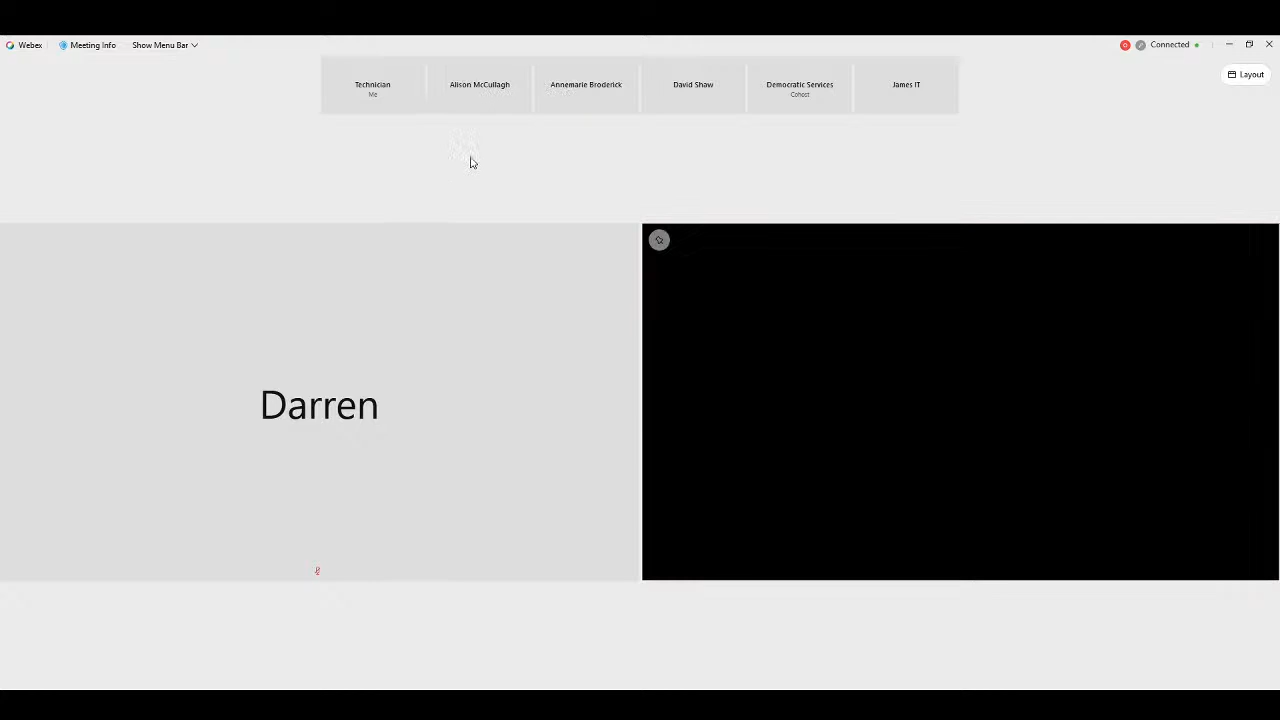 Webex Meeting Info Show Menu Bar Connected
Layout
Technician
Me
Alison McCullagh
Annemarie Broderick
David Shaw
Democratic Services
Cohost
James IT
Darren